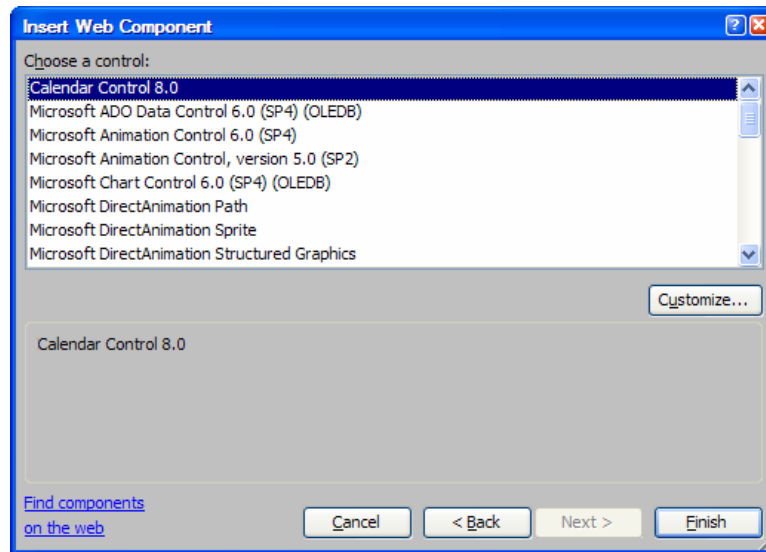 Insert Web Component
Choose a control:
Calendar Control 8.0
Microsoft ADO Data Control 6.0 (SP4) (OLEDB)
Microsoft Animation Control 6.0 (SP4)
Microsoft Animation Control, version 5.0 (SP2)
Microsoft Chart Control 6.0 (SP4) (OLEDB)
Microsoft DirectAnimation Path
Microsoft DirectAnimation Sprite
Microsoft DirectAnimation Structured Graphics
Customize...
Calendar Control 8.0
Find components
on the web
Cancel
< Back
Next >
Finish